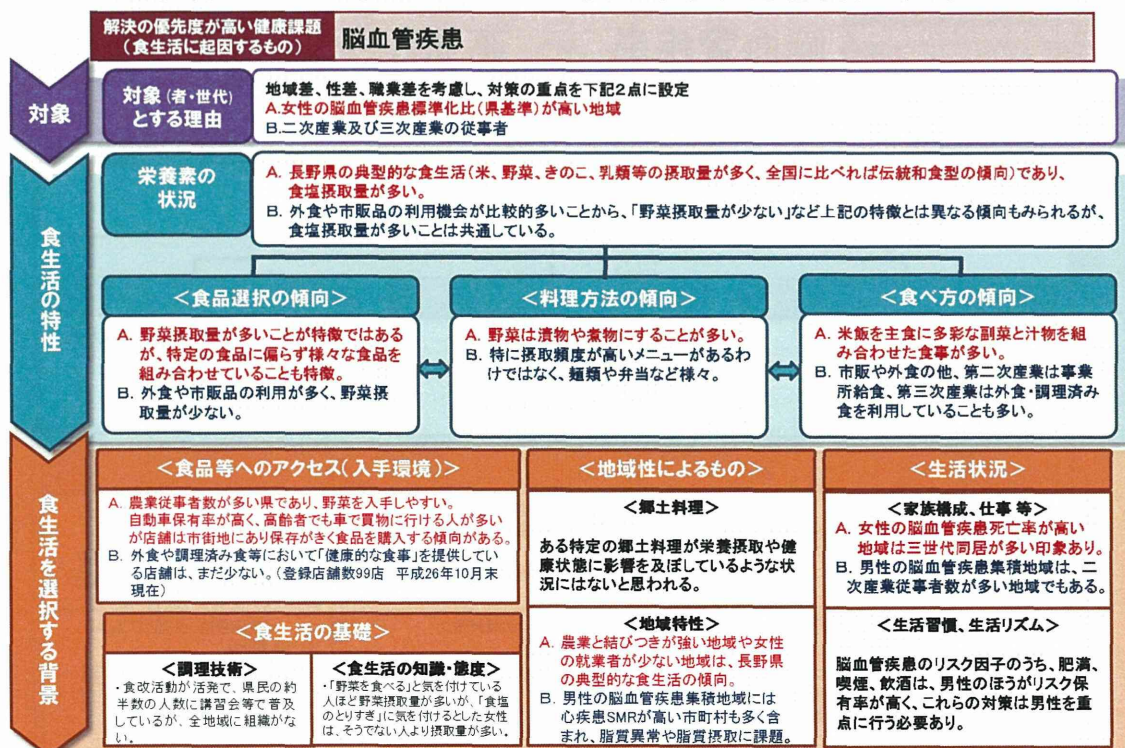 解決の優先度が高い健康課題
（食生活に起因するもの）
脳血管疾患
対象
対象（者・世代）
とする理由
地域差、性差、職業差を考慮し、対策の重点を下記2点に設定
A.女性の脳血管疾患標準化比（県基準）が高い地域
B.二次産業及び三次産業の従事者
食生活の特性
栄養素の
状況
A. 長野県の典型的な食生活（米、野菜、きのこ、乳類等の摂取量が多く、全国に比べれば伝統和食型の傾向）であり、
食塩摂取量が多い。
B. 外食や市販品の利用機会が比較的多いことから、「野菜摂取量が少ない」など上記の特徴とは異なる傾向もみられるが、
食塩摂取量が多いことは共通している。
＜食品選択の傾向＞
A. 野菜摂取量が多いことが特徴ではある
が、特定の食品に偏らず様々な食品を
組み合わせていることも特徴。
B. 外食や市販品の利用が多く、野菜摂
取量が少ない。
＜料理方法の傾向＞
A. 野菜は漬物や煮物にすることが多い。
B. 特に摂取頻度が高いメニューがあるわ
けではなく、麺類や弁当など様々。
＜食べ方の傾向＞
A. 米飯を主食に多彩な副菜と汁物を組
み合わせた食事が多い。
B. 市販や外食の他、第二次産業は事業
所給食、第三次産業は外食・調理済み
食を利用していることも多い。
食生活を選択する背景
＜食品等へのアクセス（入手環境）＞
A. 農業従事者数が多い県であり、野菜を入手しやすい。
自動車保有率が高く、高齢者でも車で買物に行ける人が多い
が店舗は市街地にあり保存がきく食品を購入する傾向がある。
B. 外食や調理済み食等において「健康的な食事」を提供してい
る店舗は、まだ少ない。（登録店舗数99店 平成26年10月末
現在）
＜食生活の基礎＞
＜調理技術＞
・食改活動が活発で、県民の約
半数の人数に講習会等で普及
しているが、全地域に組織がな
い。
＜食生活の知識・態度＞
・「野菜を食べる」と気を付けている
人ほど野菜摂取量が多いが、「食塩
のとりすぎ」に気を付けるとした女性
は、そうでない人より摂取量が多い。
＜地域性によるもの＞
＜郷土料理＞
ある特定の郷土料理が栄養摂取や健
康状態に影響を及ぼしているような状
況にはないと思われる。
＜地域特性＞
A. 農業と結びつきが強い地域や女性
の就業者が少ない地域は、長野県
の典型的な食生活の傾向。
B. 男性の脳血管疾患集積地域には
心疾患SMRが高い市町村も多く含
まれ、脂質異常や脂質摂取に課題。
＜生活状況＞
＜家族構成、仕事 等＞
A. 女性の脳血管疾患死亡率が高い
地域は三世代同居が多い印象あり。
B. 男性の脳血管疾患集積地域は、二
次産業従事者数が多い地域でもある。
＜生活習慣、生活リズム＞
脳血管疾患のリスク因子のうち、肥満、
喫煙、飲酒は、男性のほうがリスク保
有率が高く、これらの対策は男性を重
点に行う必要あり。